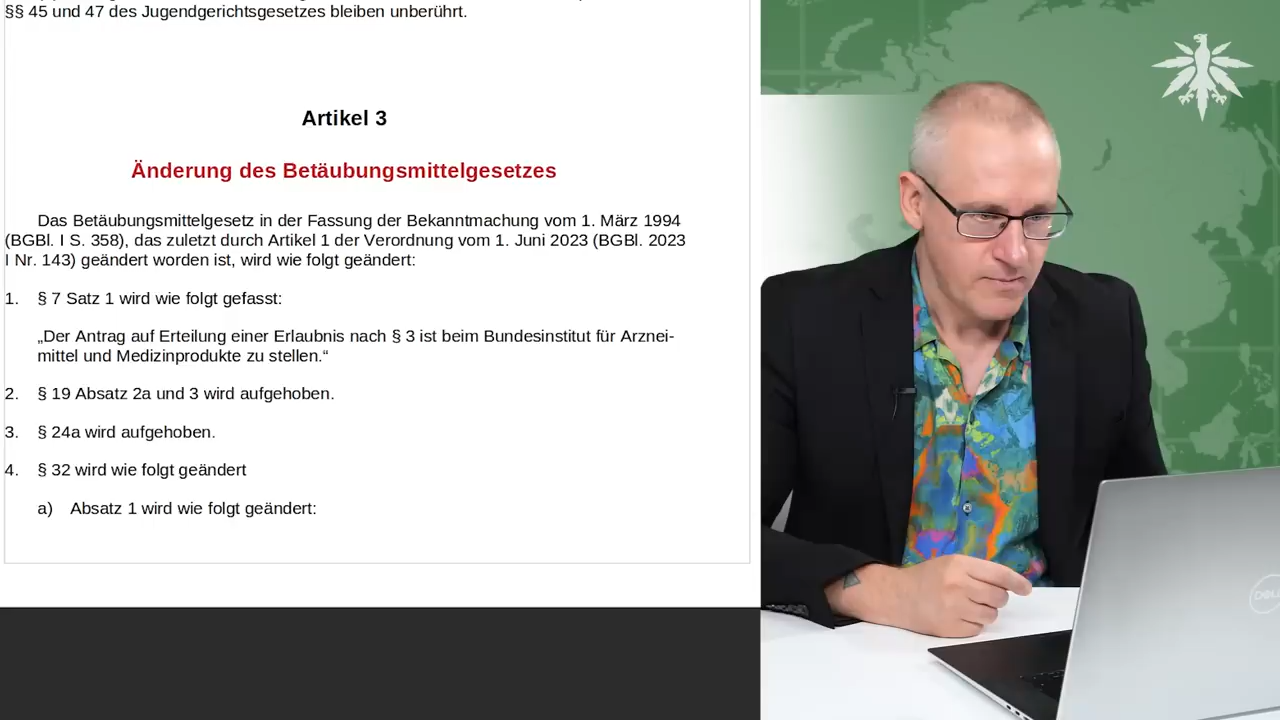 §§ 45 und 47 des Jugendgerichtsgesetzes bleiben unberührt.
Artikel 3
Änderung des Betäubungsmittelgesetzes
Das Betäubungsmittelgesetz in der Fassung der Bekanntmachung vom 1. März 1994
(BGBl. I S. 358), das zuletzt durch Artikel 1 der Verordnung vom 1. Juni 2023 (BGBl. 2023
I Nr. 143) geändert worden ist, wird wie folgt geändert:
1. § 7 Satz 1 wird wie folgt gefasst:
„Der Antrag auf Erteilung einer Erlaubnis nach § 3 ist beim Bundesinstitut für Arznei-
mittel und Medizinprodukte zu stellen.“
2. § 19 Absatz 2a und 3 wird aufgehoben.
3. § 24a wird aufgehoben.
4. § 32 wird wie folgt geändert
a) Absatz 1 wird wie folgt geändert:
DELL